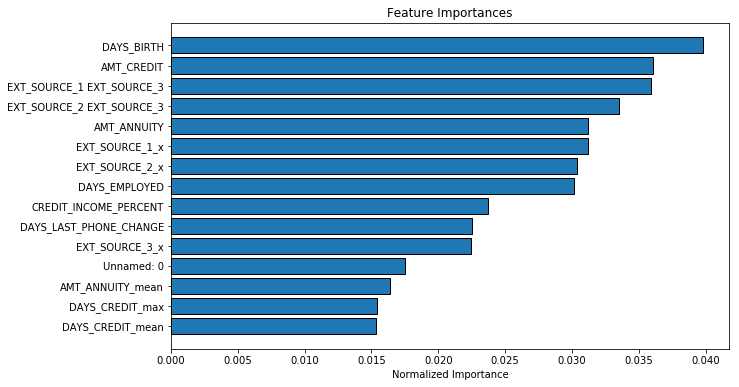 Feature Importances
DAYS_BIRTH
AMT_CREDIT
EXT_SOURCE_1 EXT_SOURCE_3
EXT_SOURCE_2 EXT_SOURCE_3
AMT_ANNUITY
EXT_SOURCE_1_x
EXT_SOURCE_2_x
DAYS_EMPLOYED
CREDIT_INCOME_PERCENT
DAYS_LAST_PHONE_CHANGE
EXT_SOURCE_3_x
Unnamed: 0
AMT_ANNUITY_mean
DAYS_CREDIT_max
DAYS_CREDIT_mean
0.000 0.005 0.010 0.015 0.020 0.025 0.030 0.035 0.040
Normalized Importance